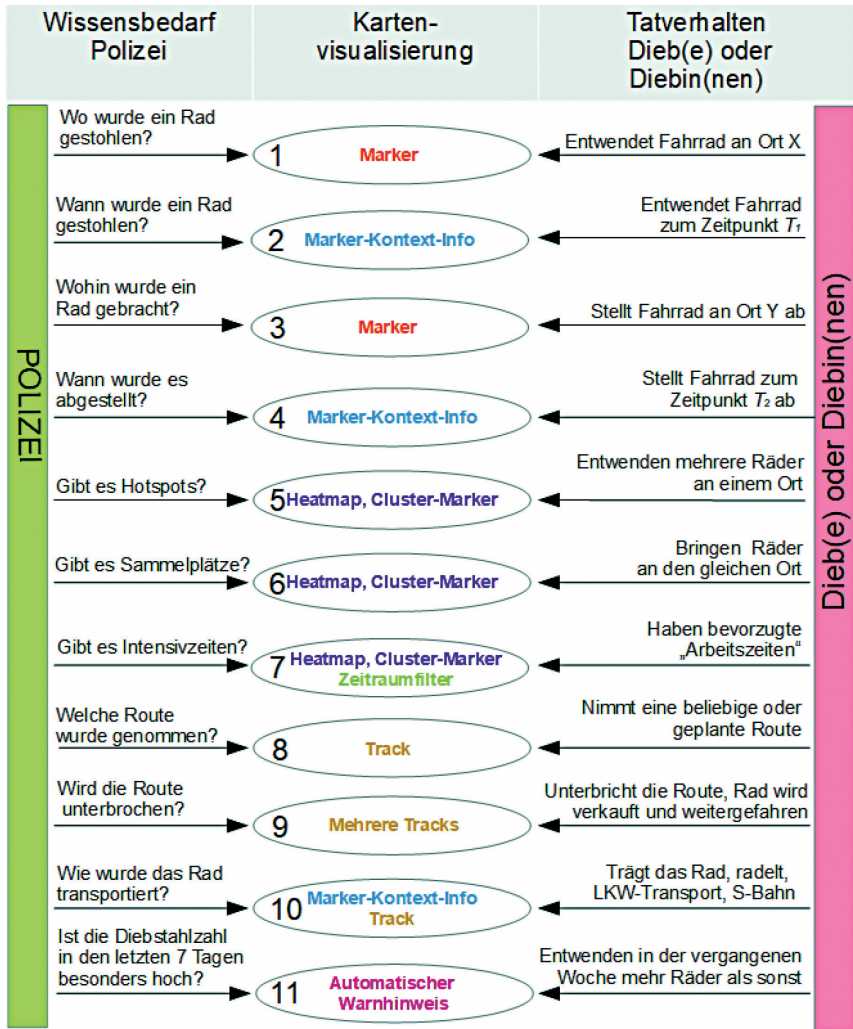 Wissensbedarf
Polizei
Karten-
visualisierung
Tatverhalten
Dieb(e) oder
Diebin(nen)
POLIZEI
Dieb(e) oder Diebin(nen)
Wo wurde ein Rad
gestohlen?
1 Marker
Entwendet Fahrrad an Ort X
Wann wurde ein Rad
gestohlen?
2 Marker-Kontext-Info
Entwendet Fahrrad
zum Zeitpunkt T₁
Wohin wurde ein
Rad gebracht?
3 Marker
Stellt Fahrrad an Ort Y ab
Wann wurde es
abgestellt?
4 Marker-Kontext-Info
Stellt Fahrrad zum
Zeitpunkt T₂ ab
Gibt es Hotspots?
5 Heatmap, Cluster-Marker
Entwenden mehrere Räder
an einem Ort
Gibt es Sammelplätze?
6 Heatmap, Cluster-Marker
Bringen Räder
an den gleichen Ort
Gibt es Intensivzeiten?
7 Heatmap, Cluster-Marker
Zeitraumfilter
Haben bevorzugte
„Arbeitszeiten“
Welche Route
wurde genommen?
8 Track
Nimmt eine beliebige oder
geplante Route
Wird die Route
unterbrochen?
9 Mehrere Tracks
Unterbricht die Route, Rad wird
verkauft und weitergefahren
Wie wurde das Rad
transportiert?
10 Marker-Kontext-Info
Track
Trägt das Rad, radelt,
LKW-Transport, S-Bahn
Ist die Diebstahlzahl
in den letzten 7 Tagen
besonders hoch?
11 Automatischer
Warnhinweis
Entwenden in der vergangenen
Woche mehr Räder als sonst